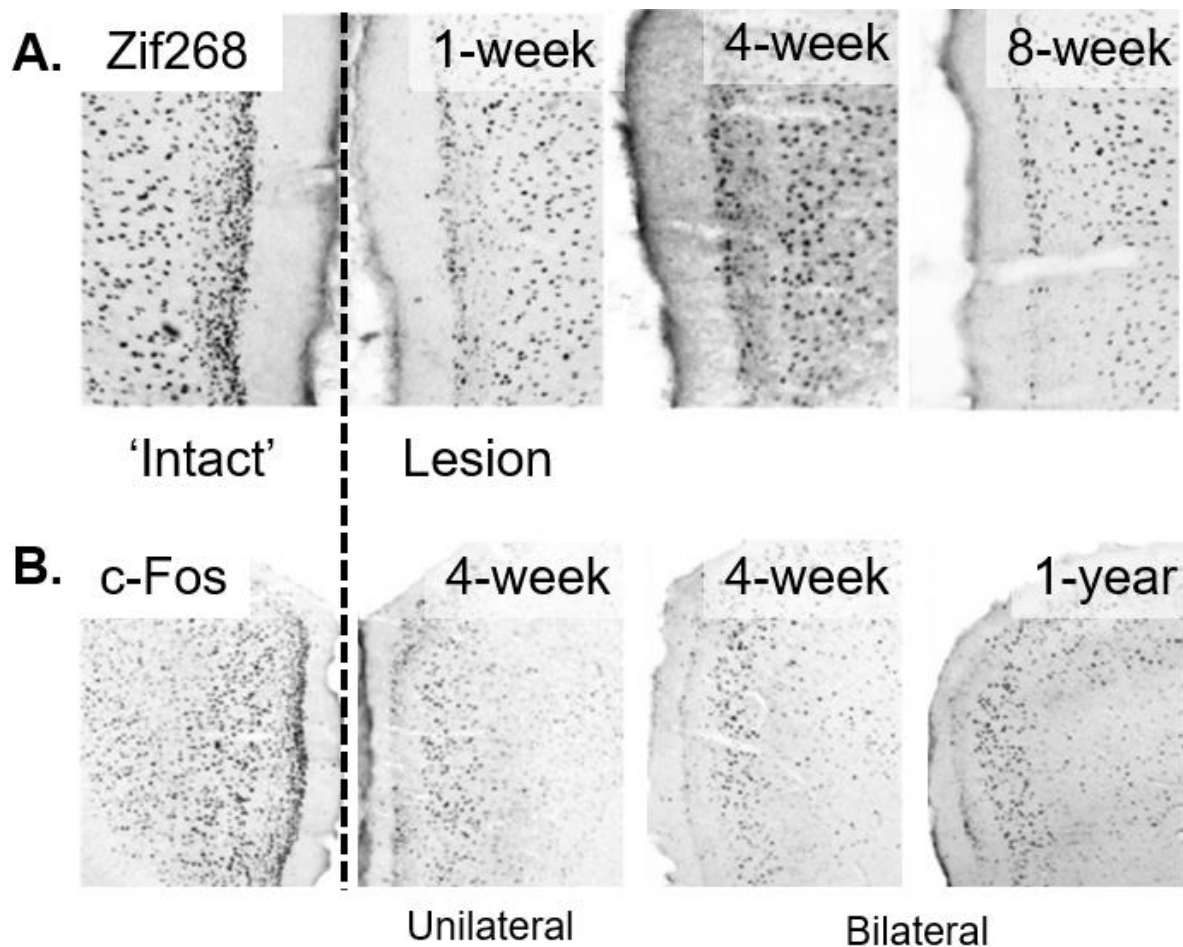 A. Zif268 1-week 4-week 8-week
'Intact' Lesion
B. c-Fos 4-week 4-week 1-year
Unilateral Bilateral